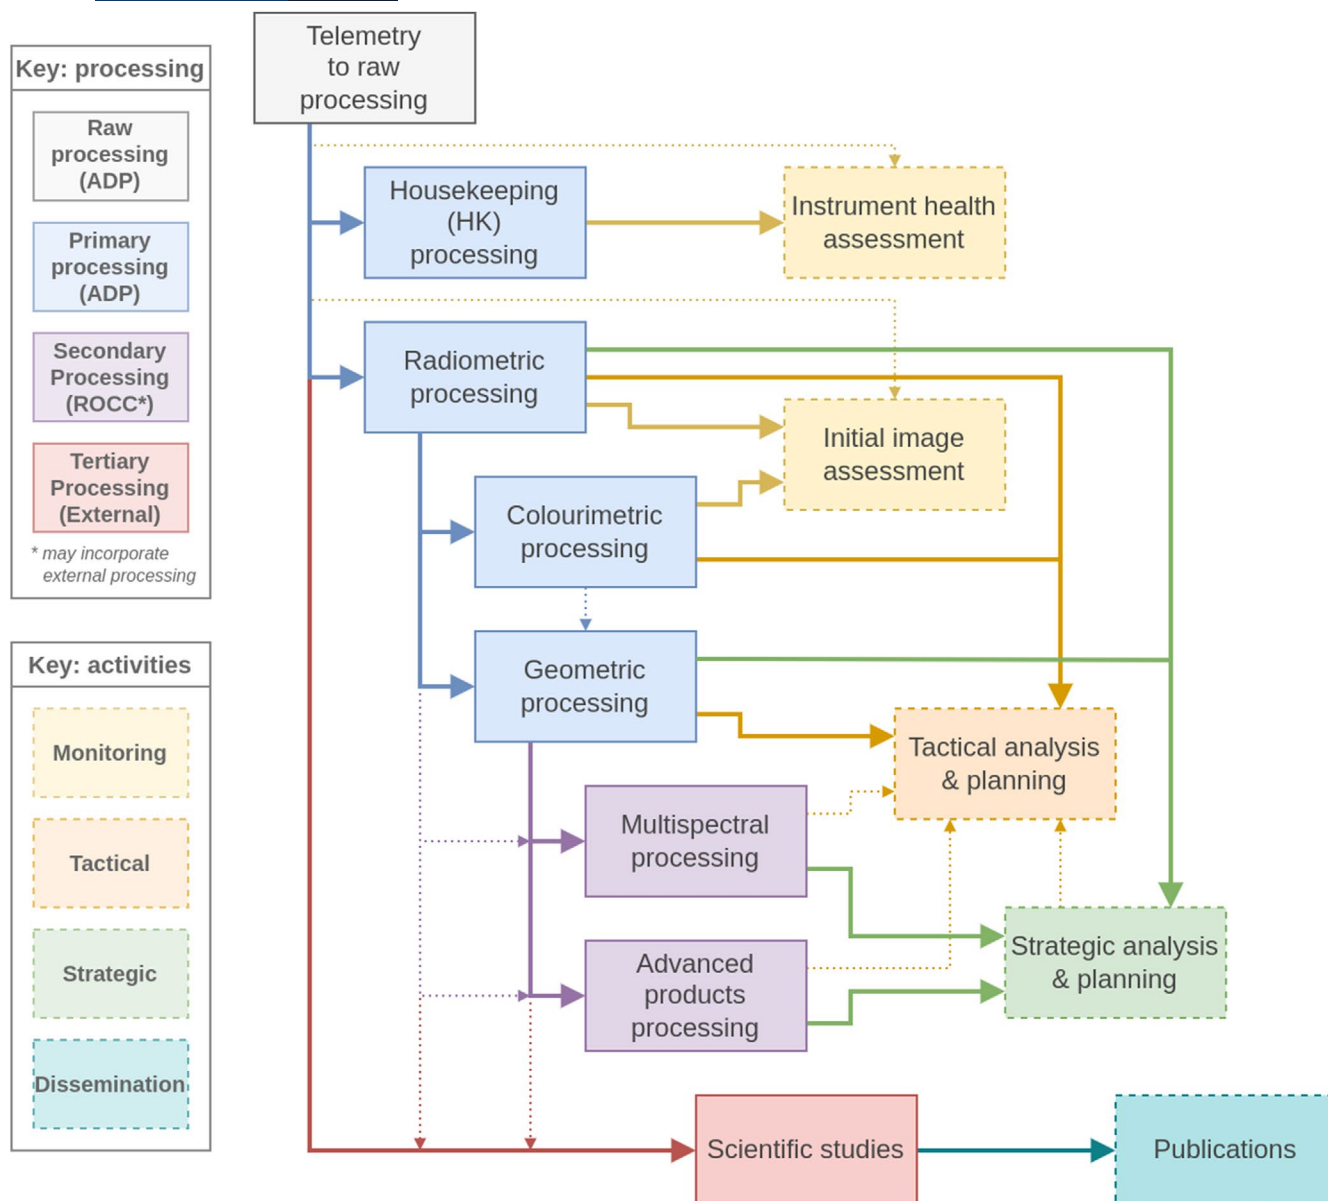 Telemetry
to raw
processing
Key: processing
Raw
processing
(ADP)
Primary
processing
(ADP)
Secondary
Processing
(ROCC*)
Tertiary
Processing
(External)
* may incorporate
external processing
Key: activities
Monitoring
Tactical
Strategic
Dissemination
Housekeeping
(HK)
processing
Instrument health
assessment
Radiometric
processing
Initial image
assessment
Colourimetric
processing
Geometric
processing
Tactical analysis
& planning
Multispectral
processing
Strategic analysis
& planning
Advanced
products
processing
Scientific studies
Publications